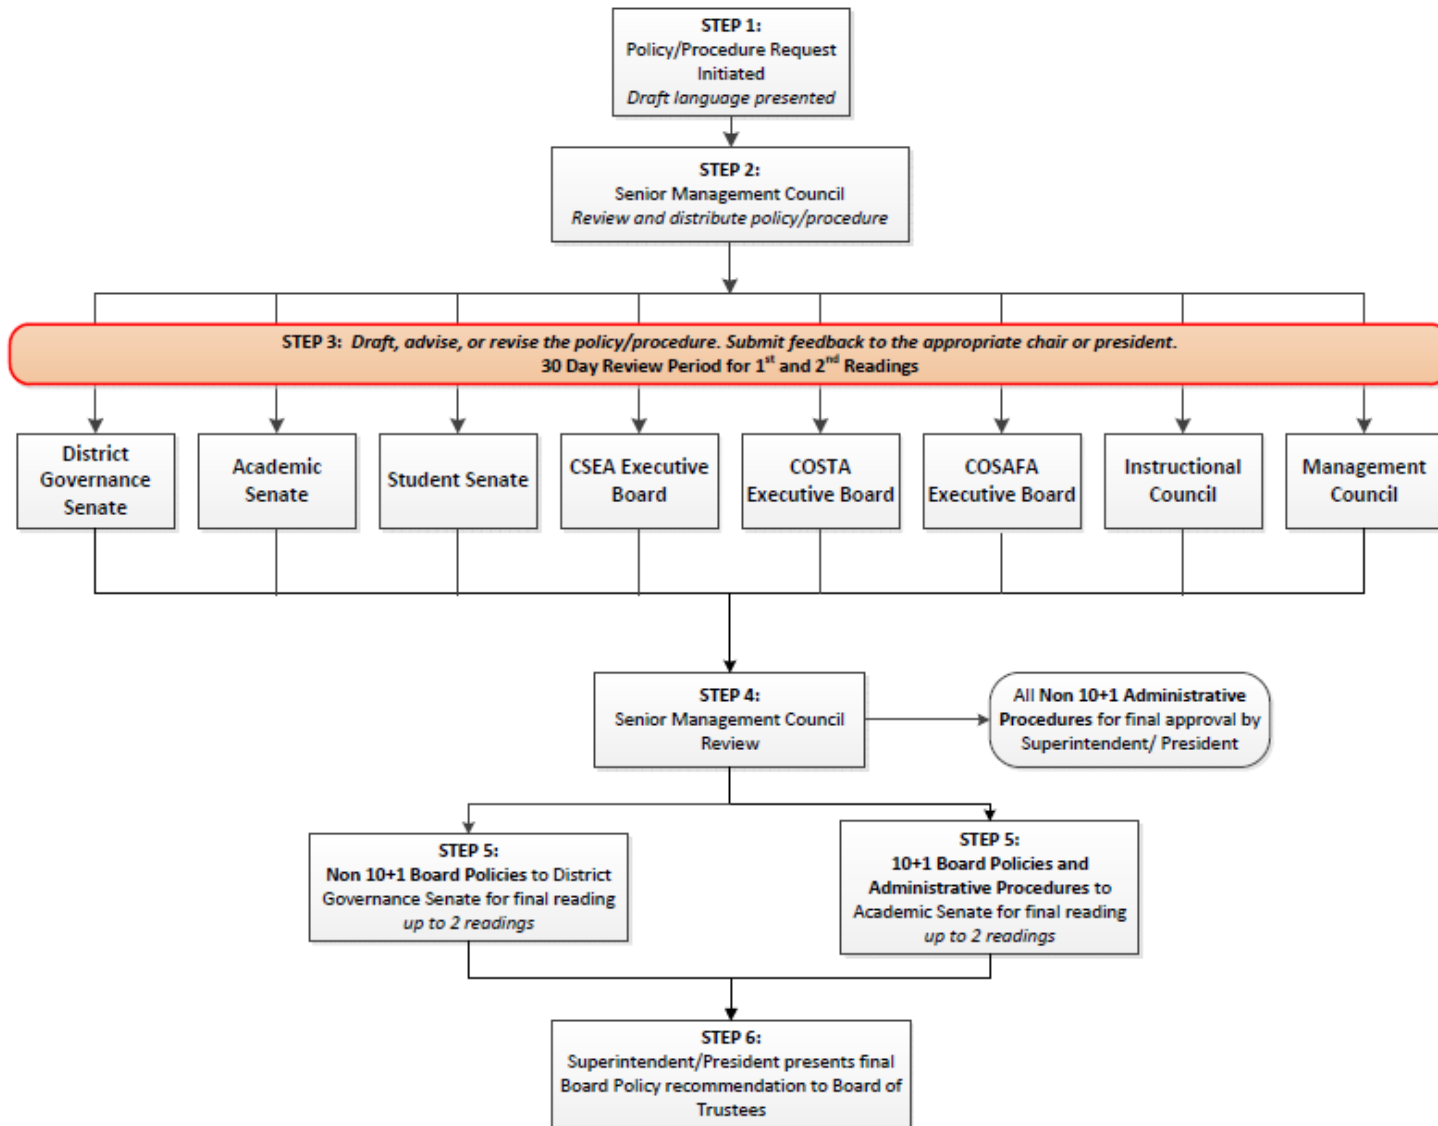 STEP 1:
Policy/Procedure Request
Initiated
Draft language presented
STEP 2:
Senior Management Council
Review and distribute policy/procedure
STEP 3: Draft, advise, or revise the policy/procedure. Submit feedback to the appropriate chair or president.
30 Day Review Period for 1st and 2nd Readings
District
Governance
Senate
Academic
Senate
Student Senate
CSEA Executive
Board
COSTA
Executive Board
COSAFA
Executive Board
Instructional
Council
Management
Council
STEP 4:
Senior Management Council
Review
All Non 10+1 Administrative
Procedures for final approval by
Superintendent/ President
STEP 5:
Non 10+1 Board Policies to District
Governance Senate for final reading
up to 2 readings
STEP 5:
10+1 Board Policies and
Administrative Procedures to
Academic Senate for final reading
up to 2 readings
STEP 6:
Superintendent/President presents final
Board Policy recommendation to Board of
Trustees